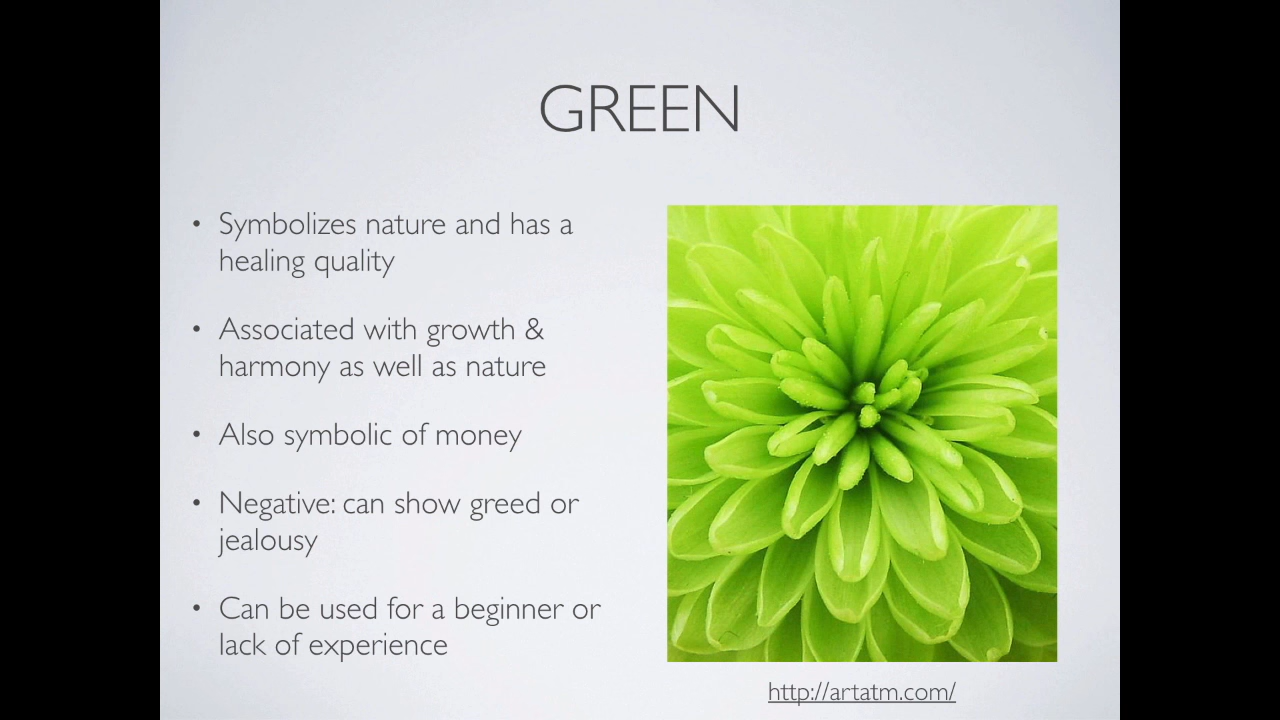 GREEN
• Symbolizes nature and has a
healing quality
• Associated with growth &
harmony as well as nature
• Also symbolic of money
• Negative: can show greed or
jealousy
• Can be used for a beginner or
lack of experience
http://artatm.com/